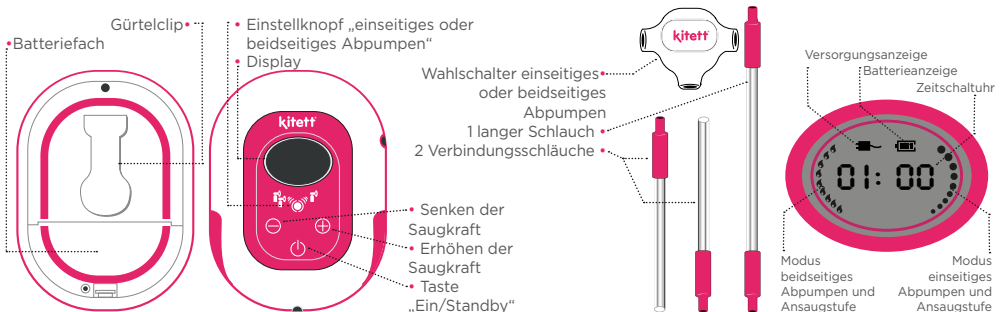 Gürtelclip•
•Batteriefach
• Einstellknopf „einseitiges oder
beidseitiges Abpumpen“
• Display
kitett
• Senken der
Saugkraft
• Erhöhen der
Saugkraft
• Taste
„Ein/Standby“
kitett
Wahlschalter einseitiges•
oder beidseitiges
Abpumpen
1 langer Schlauch •
2 Verbindungsschläuche •
Versorgungsanzeige
Batterieanzeige
Zeitschaltuhr
01: 00
Modus
beidseitiges
Abpumpen und
Ansaugstufe
Modus
einseitiges
Abpumpen und
Ansaugstufe